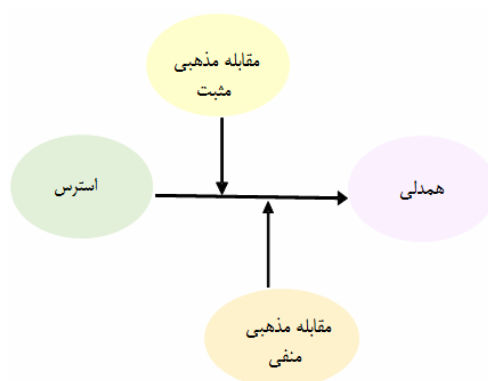 مقابله مذهبی
مثبت
استرس
همدلی
مقابله مذهبی
منفی